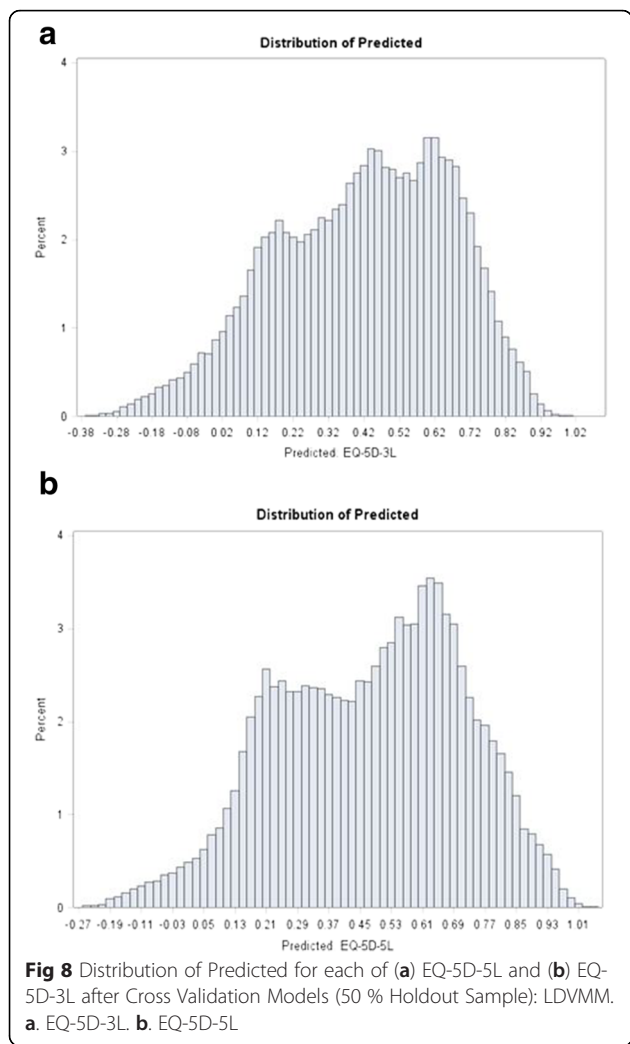 a
Distribution of Predicted
4
3
2
1
0
Percent
-0.38 -0.28 -0.18 -0.08 0.02 0.12 0.22 0.32 0.42 0.52 0.62 0.72 0.82 0.92 1.02
Predicted EQ-5D-3L
b
Distribution of Predicted
4
3
2
1
0
Percent
-0.27 -0.19 -0.11 -0.03 0.05 0.13 0.21 0.29 0.37 0.45 0.53 0.61 0.69 0.77 0.85 0.93 1.01
Predicted EQ-5D-5L
Fig 8 Distribution of Predicted for each of (a) EQ-5D-5L and (b) EQ-
5D-3L after Cross Validation Models (50 % Holdout Sample): LDVMM.
a. EQ-5D-3L. b. EQ-5D-5L